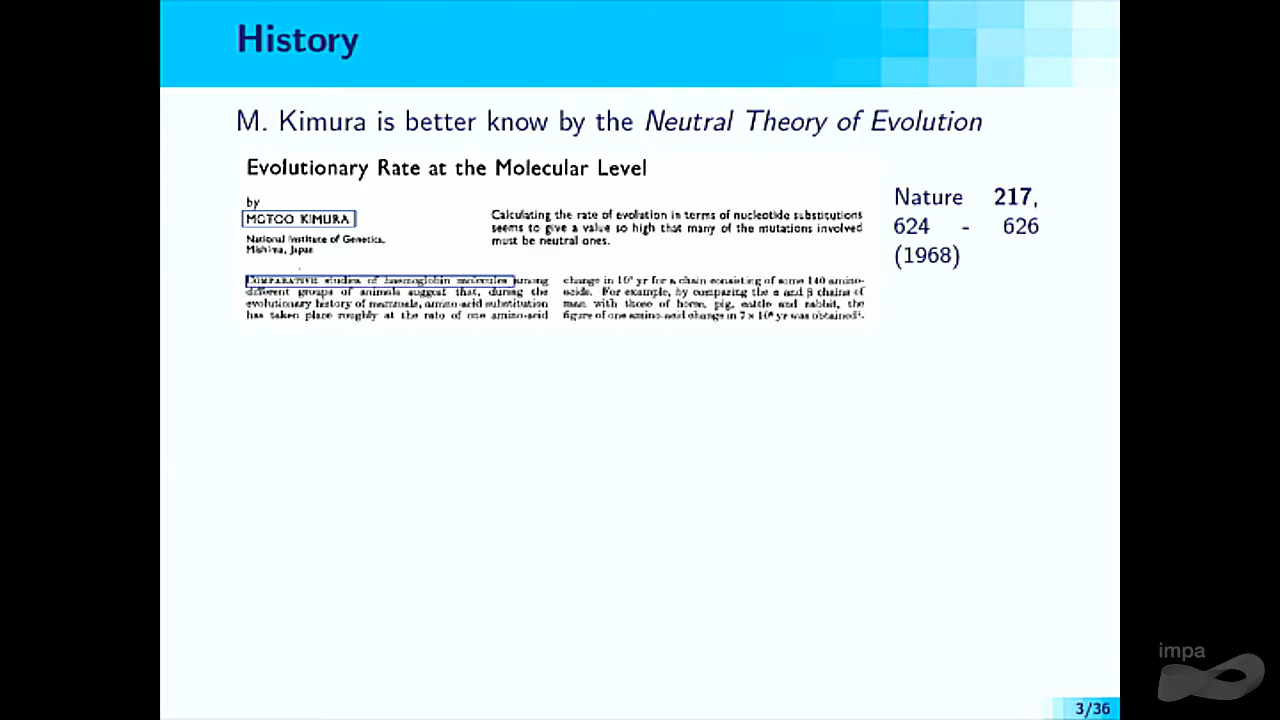 History
M. Kimura is better know by the Neutral Theory of Evolution
Evolutionary Rate at the Molecular Level
by
MOTOO KIMURA
National Institute of Genetics,
Mishima, Japan
Calculating the rate of evolution in terms of nucleotide substitutions
seems to give a value so high that many of the mutations involved
must be neutral ones.
COMPARATIVE studies of haemoglobin molecules among
different groups of animals suggest that, during the
evolutionary history of mammals, amino-acid substitution
has taken place roughly at the rate of one amino-acid
change in 10⁷ yr for a chain consisting of some 140 amino-
acids. For example, by comparing the α and β chains of
man with those of horse, pig, cattle and rabbit, the
figure of one amino-acid change in 7 × 10⁶ yr was obtained¹.
Nature 217,
624 - 626
(1968)
impa
3/36